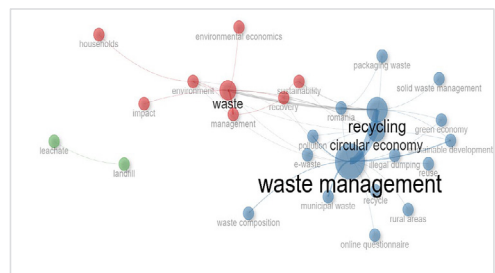 environmental economics
households
packaging waste
solid waste management
environment
sustainability
waste
recovery
impact
romania
management
recycling
green economy
pollution
circular economy
sustainable development
leachate
e-waste
illegal dumping
landfill
reuse
waste management
recycle
municipal waste
rural areas
waste composition
online questionnaire